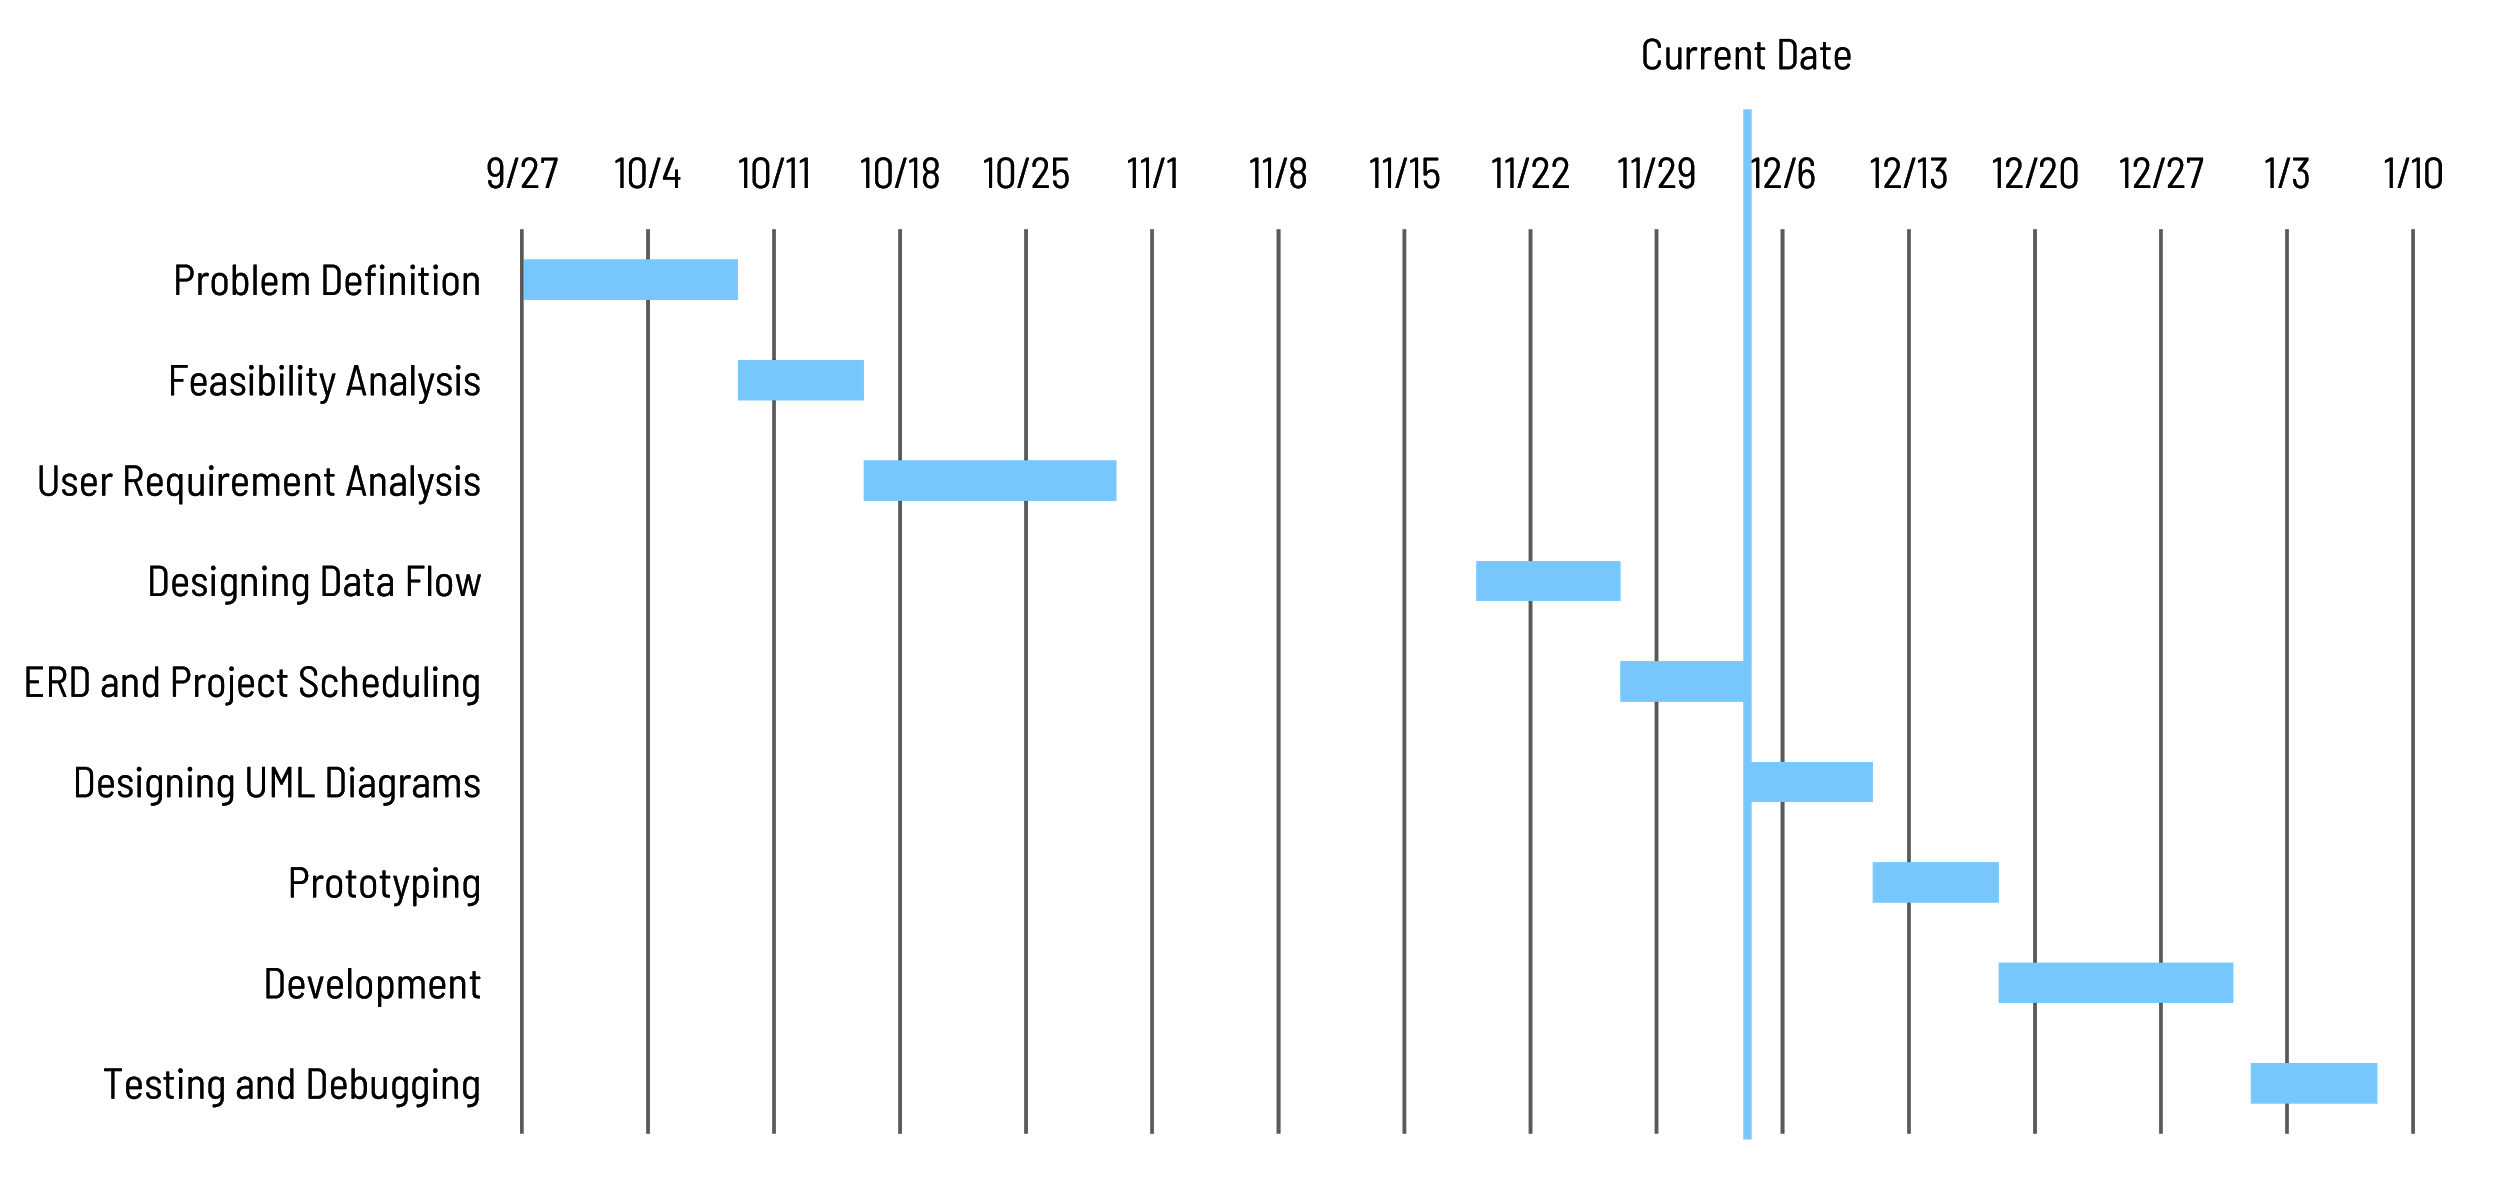 Current Date
9/27 10/4 10/11 10/18 10/25 11/1 11/8 11/15 11/22 11/29 12/6 12/13 12/20 12/27 1/3 1/10
Problem Definition
Feasibility Analysis
User Requirement Analysis
Designing Data Flow
ERD and Project Scheduling
Designing UML Diagrams
Prototyping
Development
Testing and Debugging